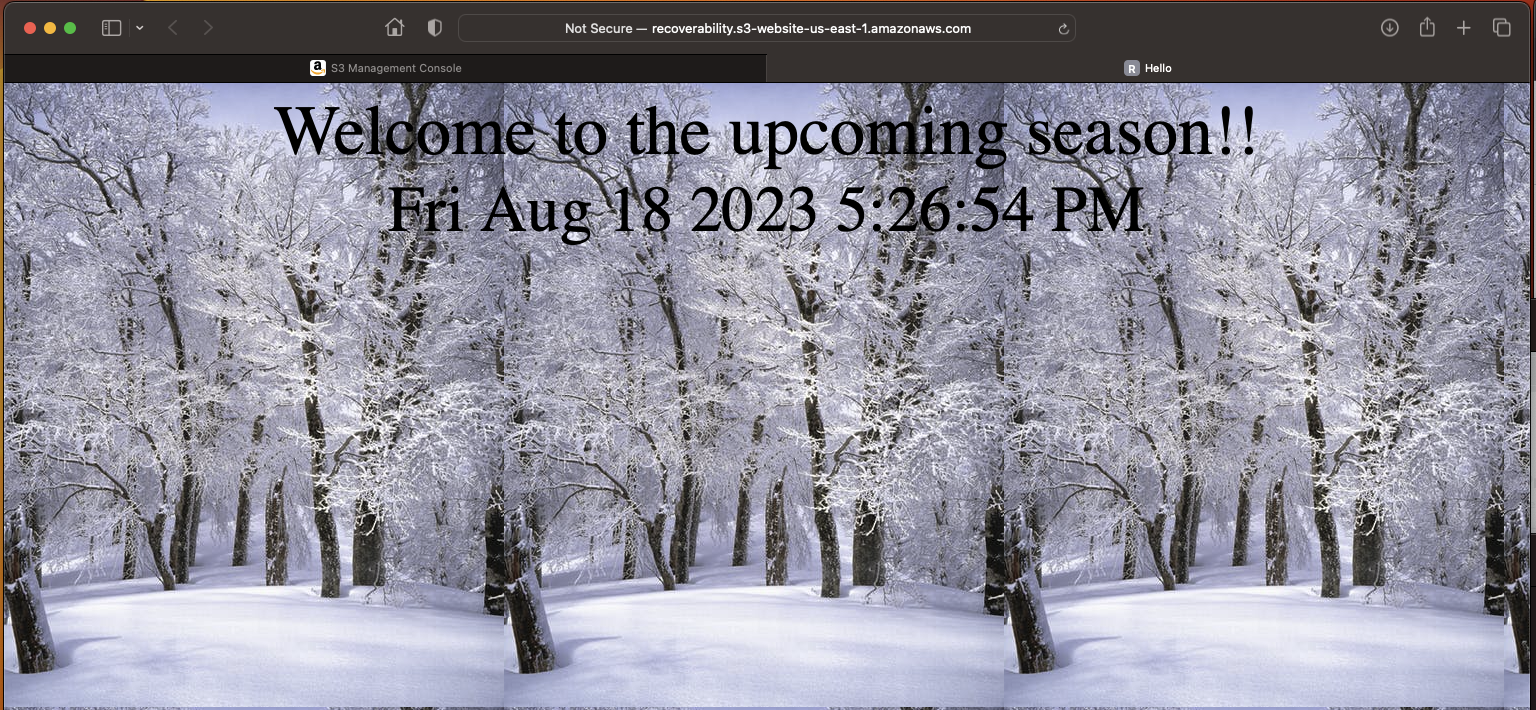 Not Secure — recoverability.s3-website-us-east-1.amazonaws.com
a S3 Management Console
R Hello
Welcome to the upcoming season!!
Fri Aug 18 2023 5:26:54 PM